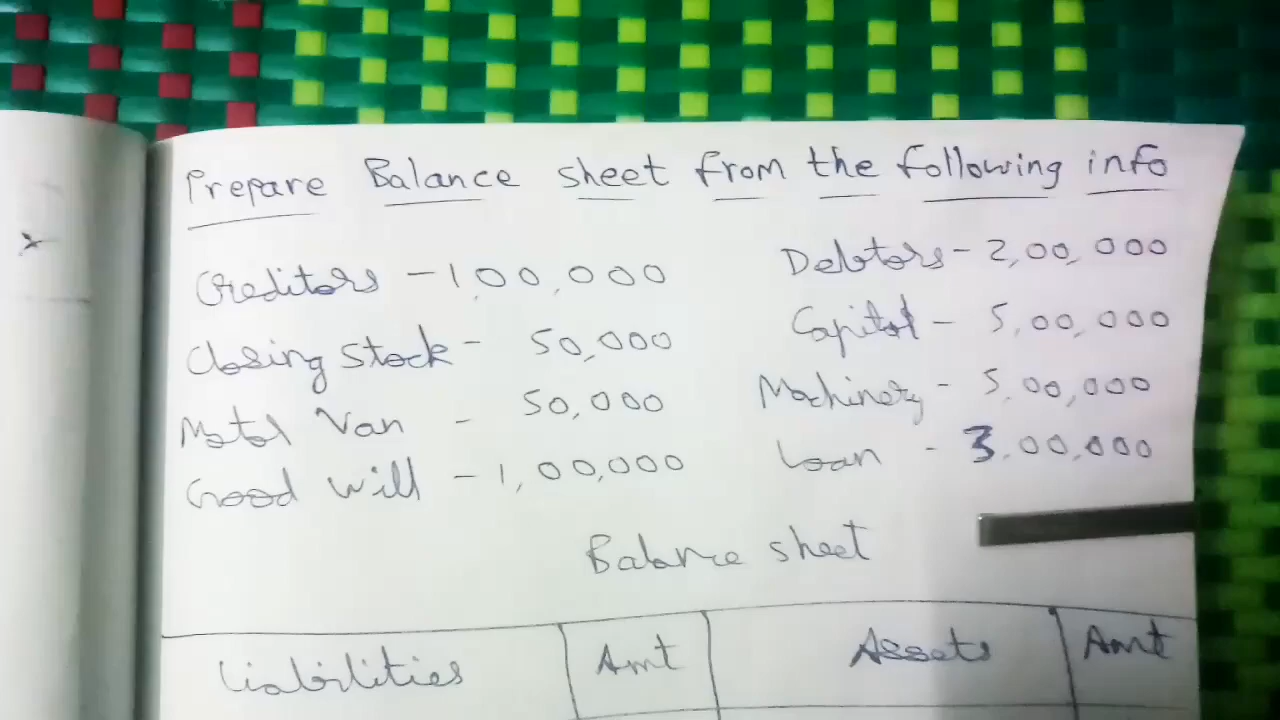 Prepare Balance sheet from the following info
Creditors - 1,00,000
Debtors - 2,00,000
Closing stock - 50,000
Capital - 5,00,000
Motor Van - 50,000
Machinery - 5,00,000
Good Will - 1,00,000
Loan - 3,00,000
Balance sheet
Liabilities Amt Assets Amt